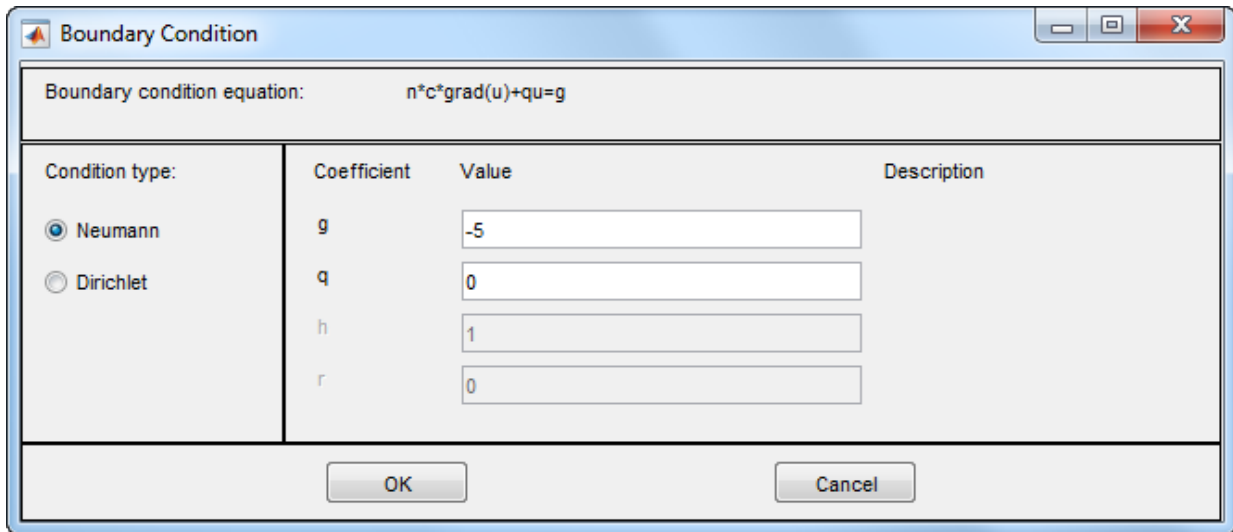 Boundary Condition
Boundary condition equation: n*c*grad(u)+qu=g
Condition type:
Neumann
Dirichlet
Coefficient Value Description
g -5
q 0
h 1
r 0
OK Cancel